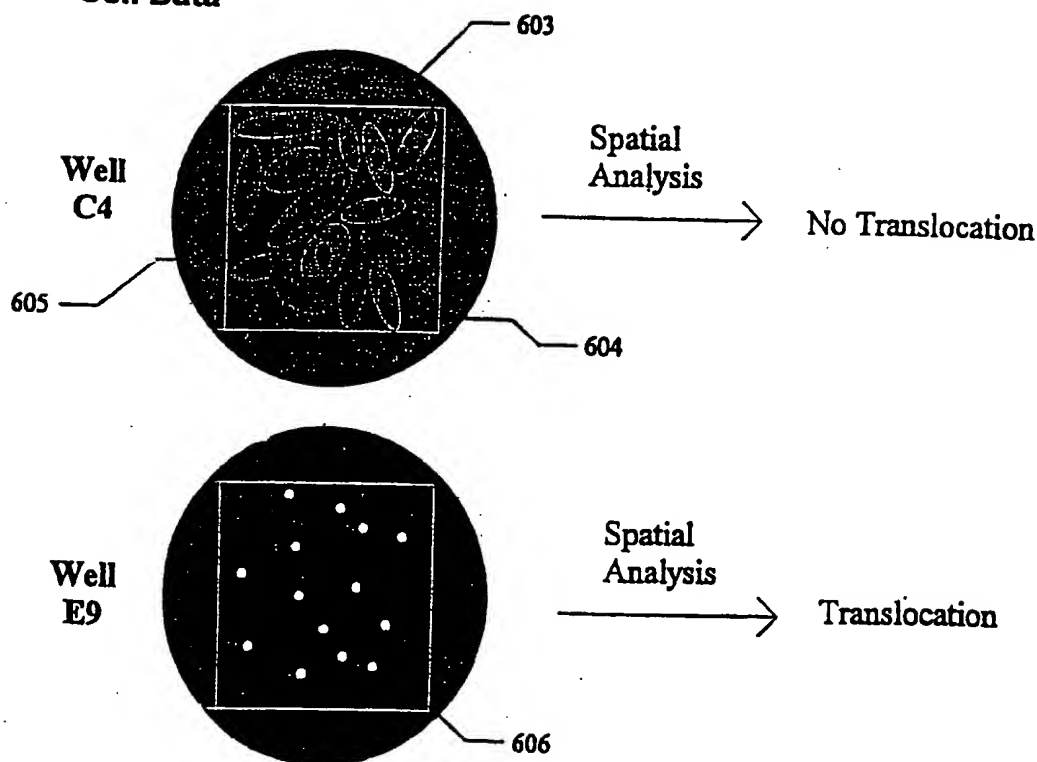 603
Well
C4
Spatial
Analysis
No Translocation
605
604
Well
E9
Spatial
Analysis
Translocation
606